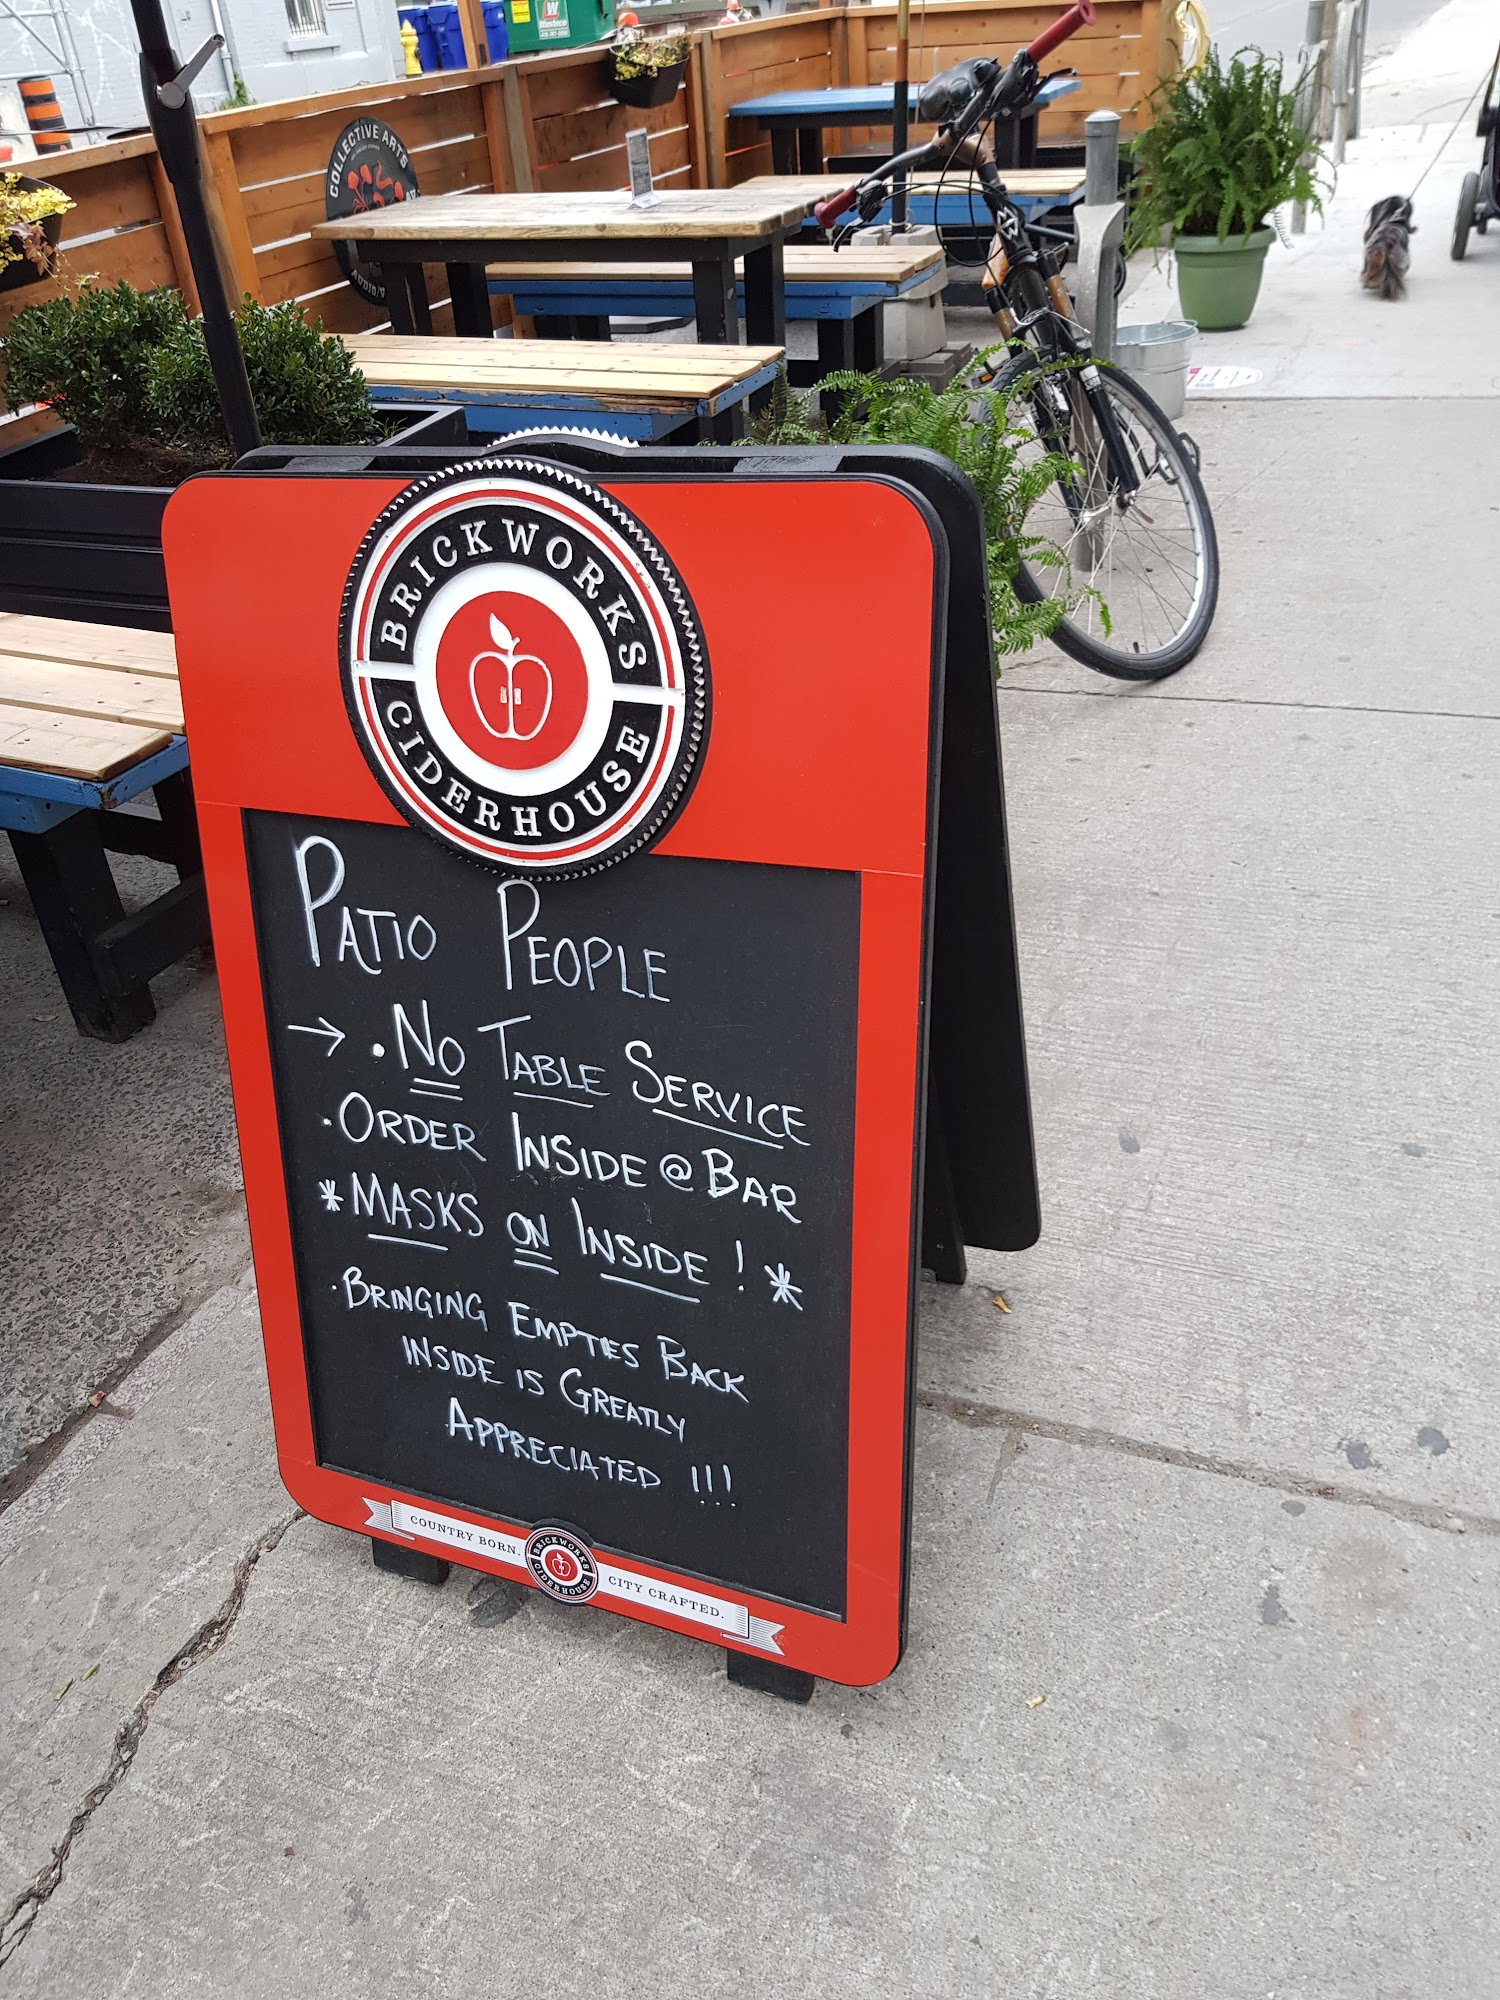 COLLECTIVE ARTS
AUDIO/V
BRICKWORKS
CIDERHOUSE
PATIO PEOPLE
→ • NO TABLE SERVICE
• ORDER INSIDE @ BAR
* MASKS ON INSIDE ! *
• BRINGING EMPTIES BACK
INSIDE IS GREATLY
APPRECIATED !!!
COUNTRY BORN.
BRICKWORKS
CIDERHOUSE
CITY CRAFTED.